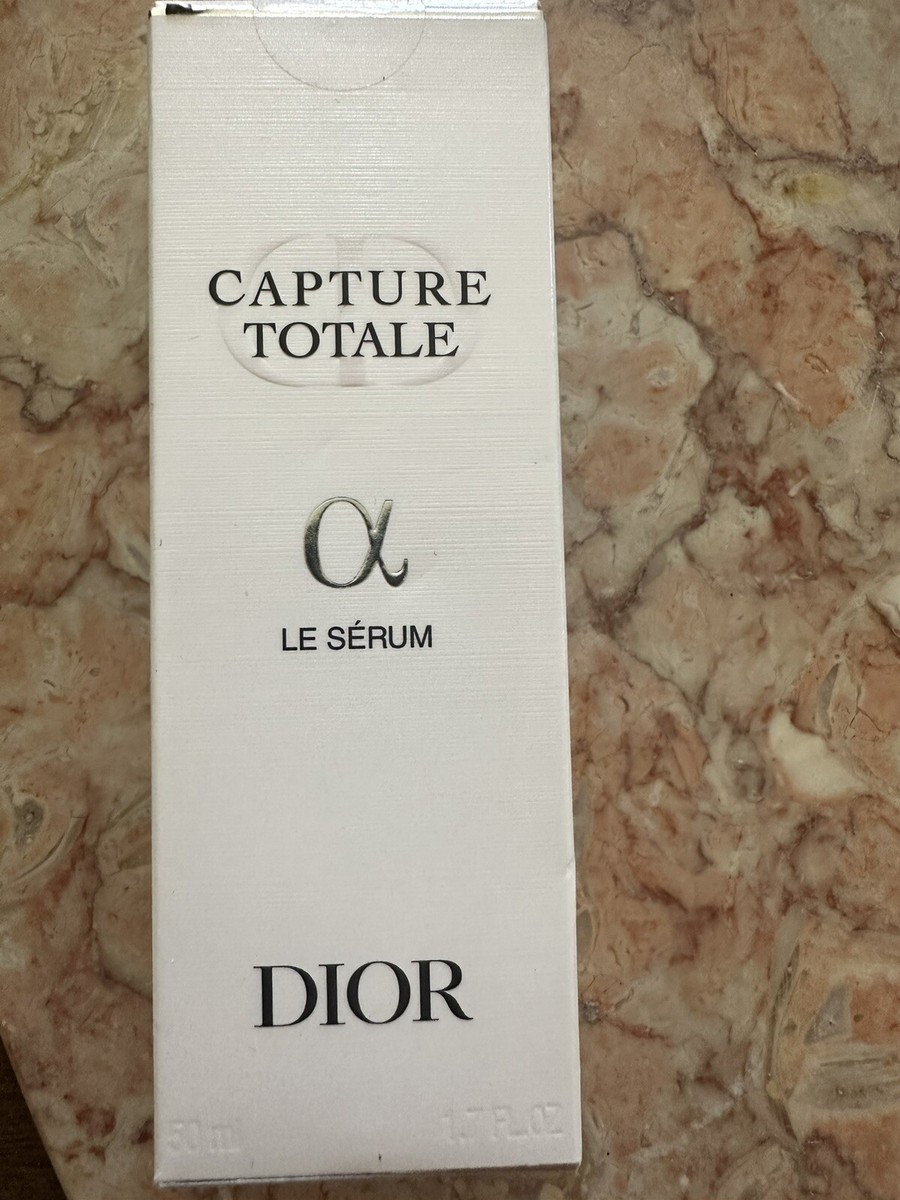 CAPTURE
TOTALE
α
LE SÉRUM
DIOR
50 ml 1.7 FL.OZ